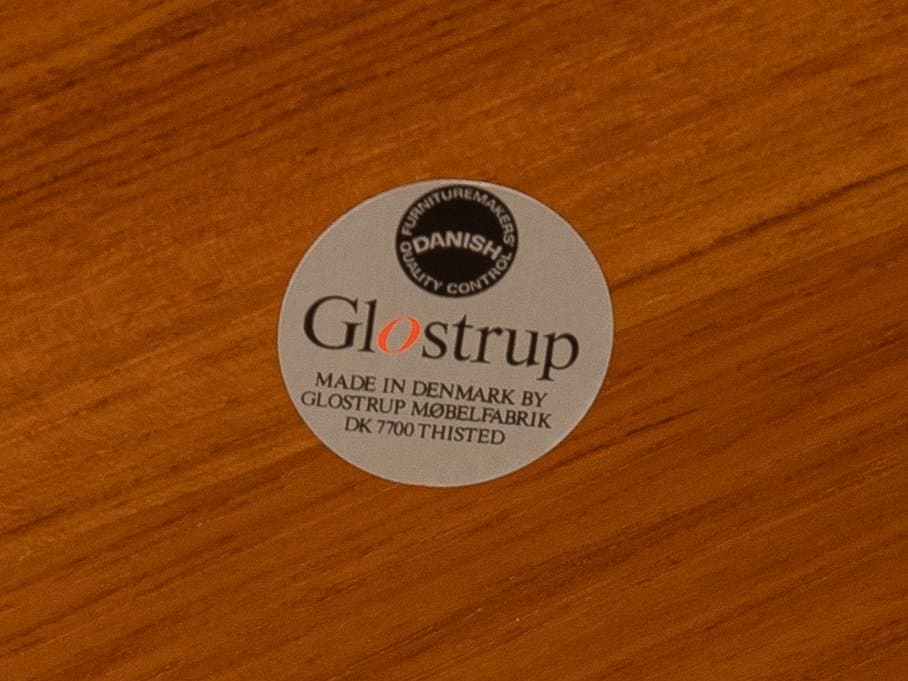 FURNITUREMAKERS'
DANISH
QUALITY CONTROL
Glostrup
MADE IN DENMARK BY
GLOSTRUP MØBELFABRIK
DK 7700 THISTED